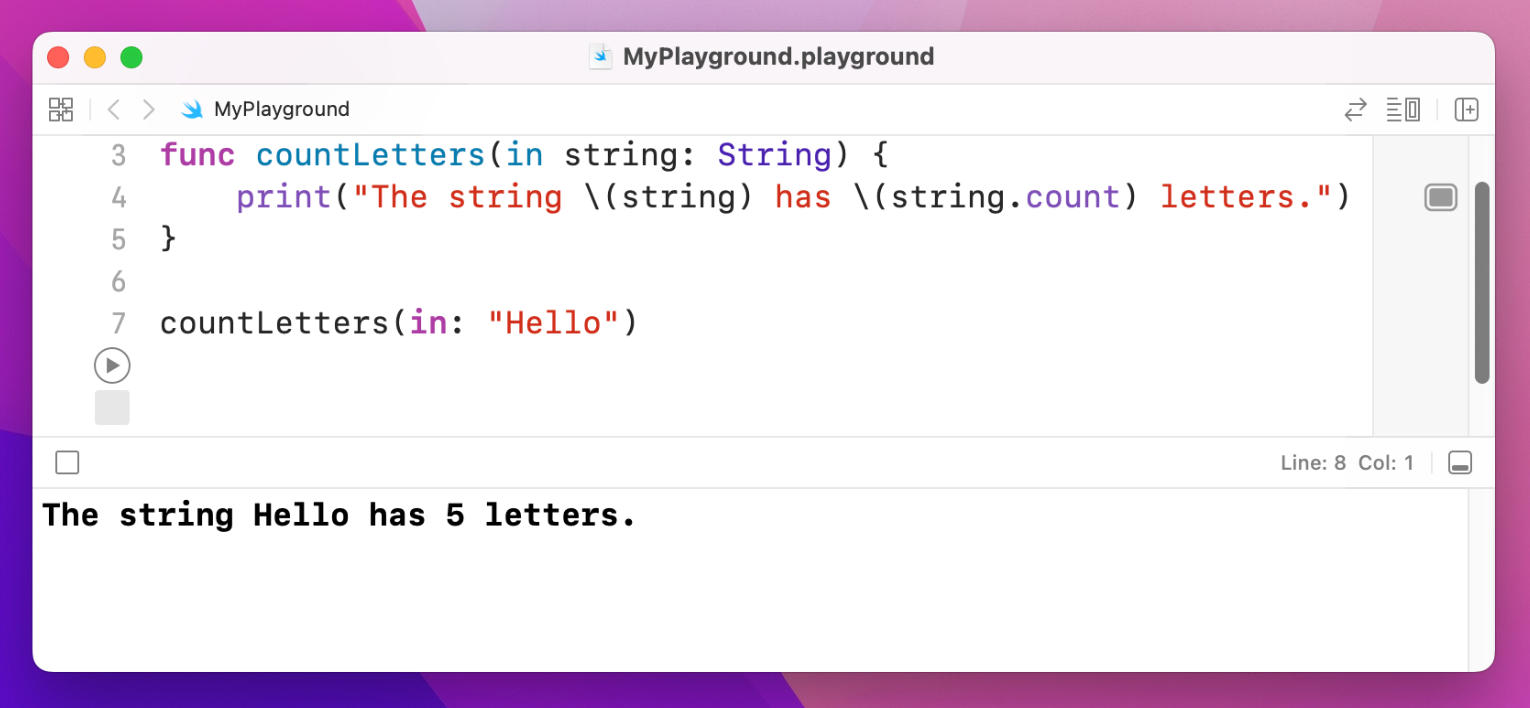 MyPlayground.playground
MyPlayground
3 func countLetters(in string: String) {
4     print("The string \(string) has \(string.count) letters.")
5 }
6
7 countLetters(in: "Hello")
Line: 8 Col: 1
The string Hello has 5 letters.